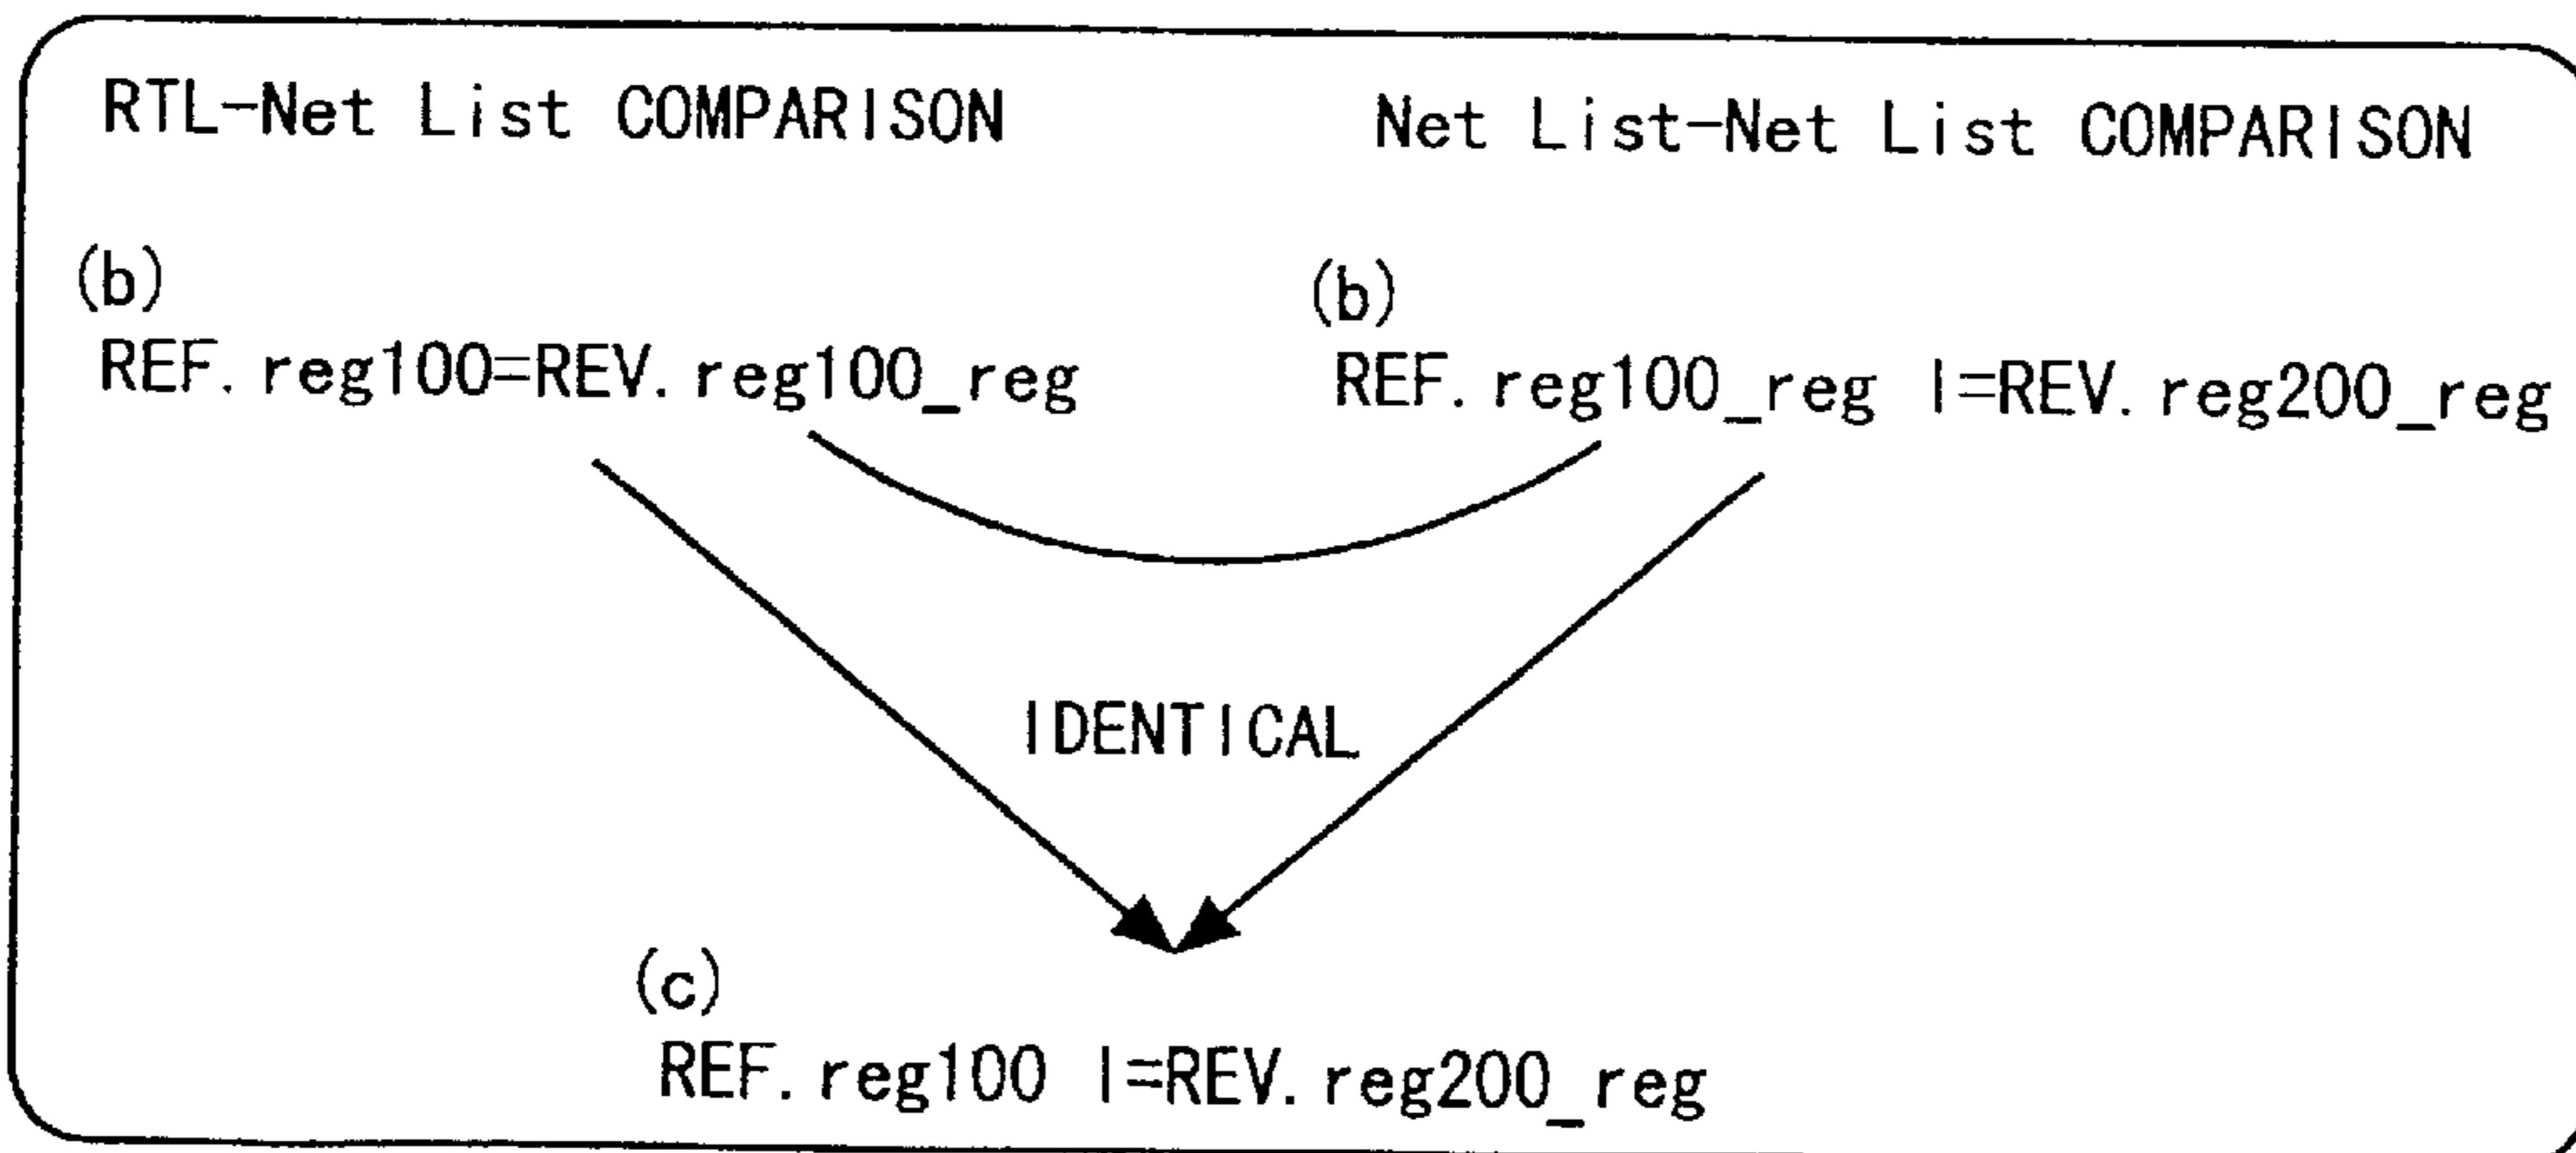 RTL-Net List COMPARISON
Net List-Net List COMPARISON
(b)
REF. reg100=REV. reg100_reg
(b)
REF. reg100_reg |=REV. reg200_reg
IDENTICAL
(c)
REF. reg100 |=REV. reg200_reg